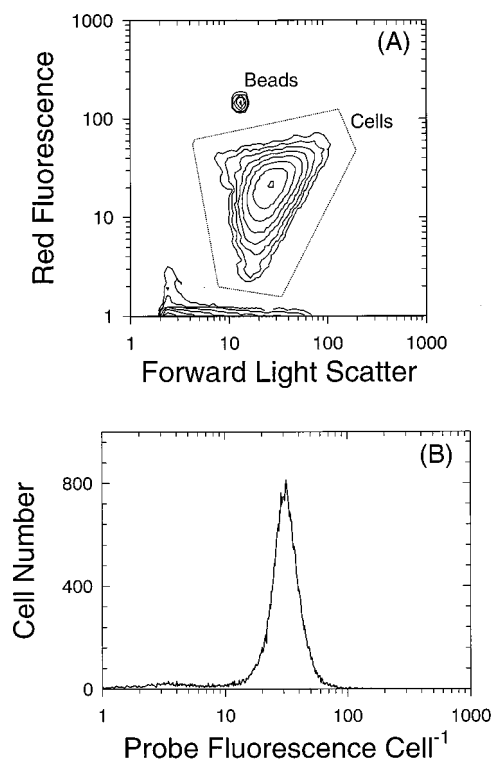 (A)
1000
Beads
Cells
100
10
1
1 10 100 1000
Red Fluorescence
Forward Light Scatter
(B)
800
400
0
1 10 100 1000
Cell Number
Probe Fluorescence Cell⁻¹